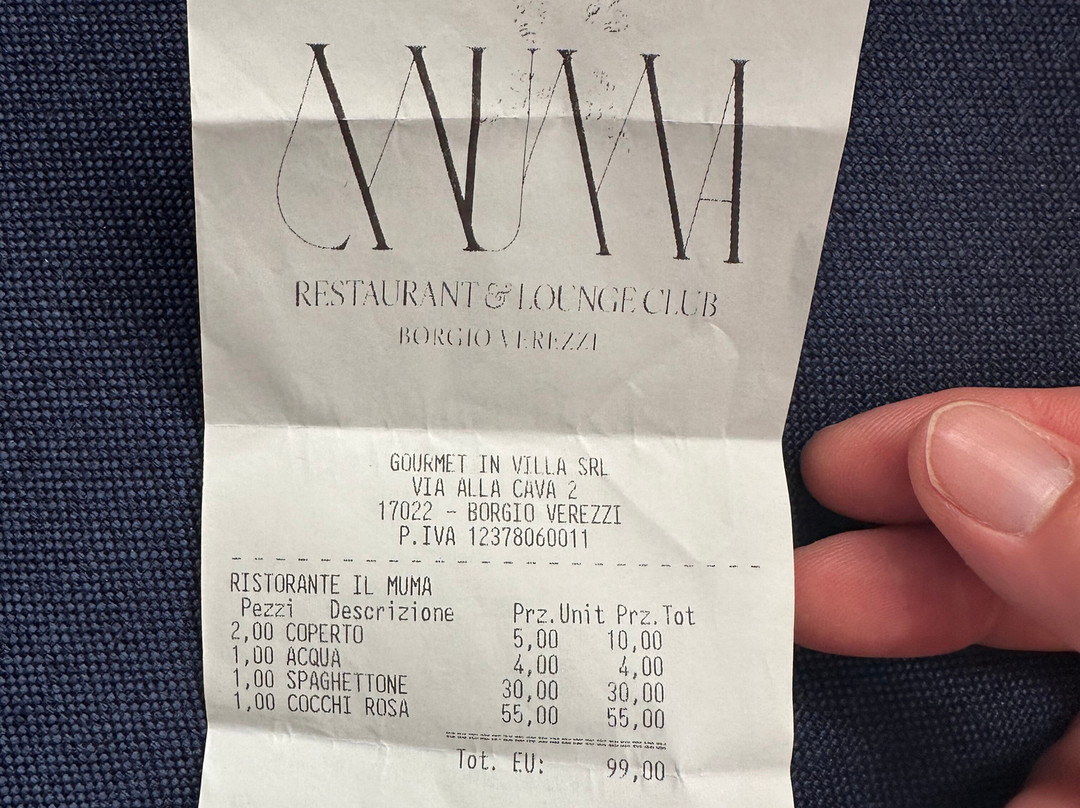 MUMA
RESTAURANT & LOUNGE CLUB
BORGIO VEREZZI
GOURMET IN VILLA SRL
VIA ALLA CAVA 2
17022 - BORGIO VEREZZI
P.IVA 12378060011
RISTORANTE IL MUMA
Pezzi Descrizione Prz.Unit Prz.Tot
2,00 COPERTO 5,00 10,00
1,00 ACQUA 4,00 4,00
1,00 SPAGHETTONE 30,00 30,00
1,00 COCCHI ROSA 55,00 55,00
Tot. EU: 99,00